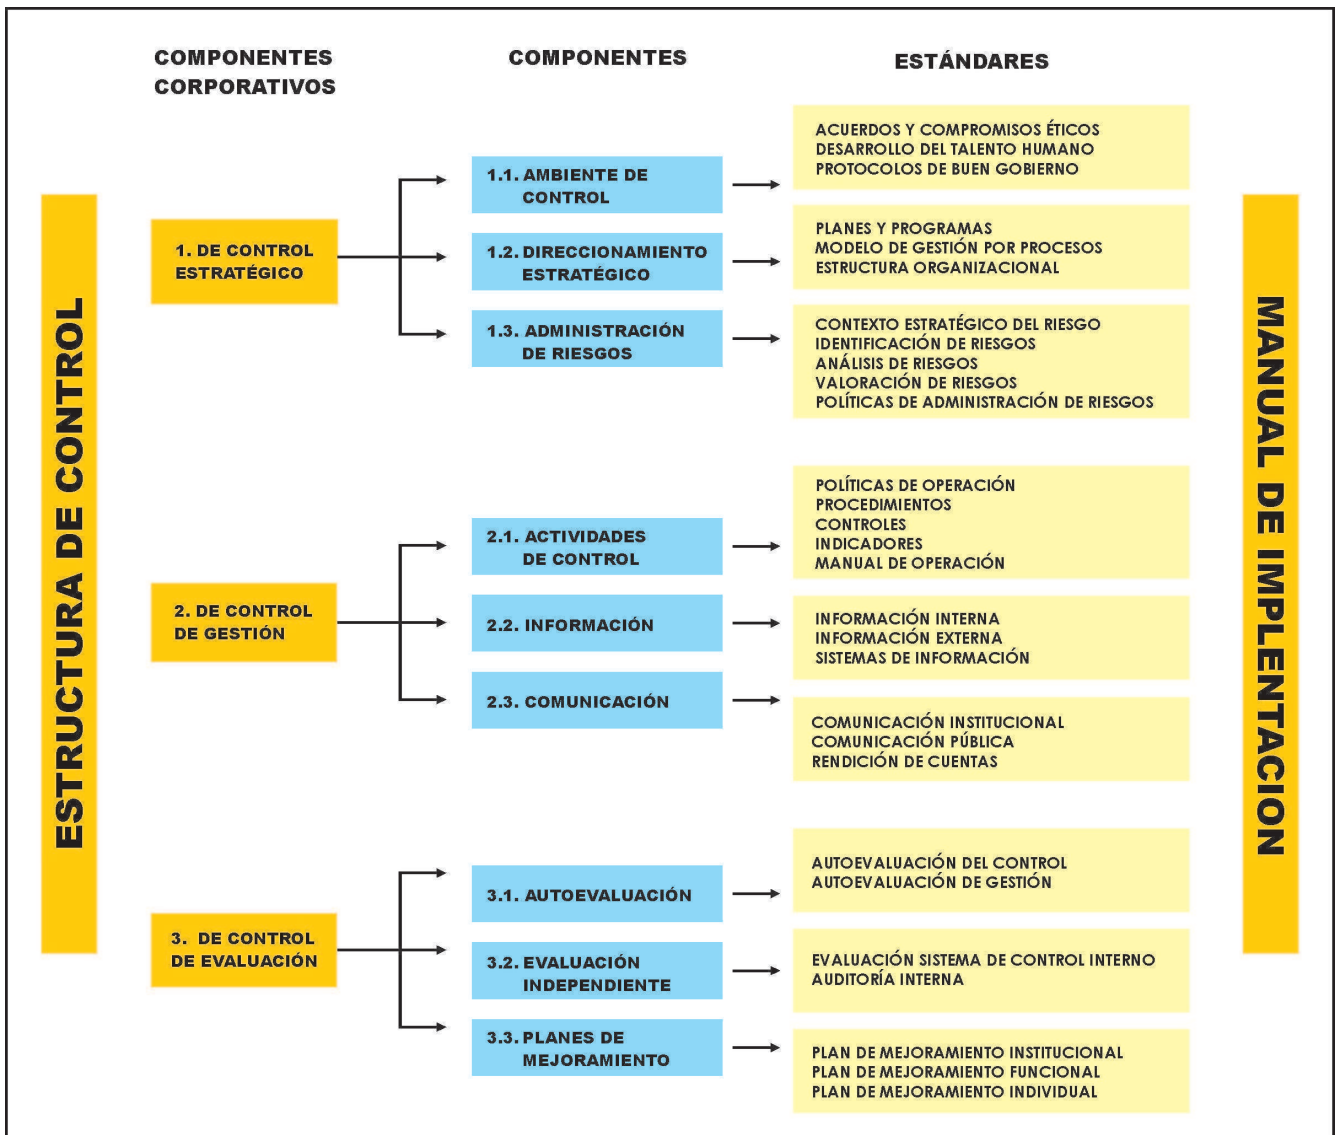 COMPONENTES
CORPORATIVOS
COMPONENTES
ESTÁNDARES
ESTRUCTURA DE CONTROL
1. DE CONTROL
ESTRATÉGICO
1.1. AMBIENTE DE
CONTROL
ACUERDOS Y COMPROMISOS ÉTICOS
DESARROLLO DEL TALENTO HUMANO
PROTOCOLOS DE BUEN GOBIERNO
1.2. DIRECCIONAMIENTO
ESTRATÉGICO
PLANES Y PROGRAMAS
MODELO DE GESTIÓN POR PROCESOS
ESTRUCTURA ORGANIZACIONAL
1.3. ADMINISTRACIÓN
DE RIESGOS
CONTEXTO ESTRATÉGICO DEL RIESGO
IDENTIFICACIÓN DE RIESGOS
ANÁLISIS DE RIESGOS
VALORACIÓN DE RIESGOS
POLÍTICAS DE ADMINISTRACIÓN DE RIESGOS
2. DE CONTROL
DE GESTIÓN
2.1. ACTIVIDADES
DE CONTROL
POLÍTICAS DE OPERACIÓN
PROCEDIMIENTOS
CONTROLES
INDICADORES
MANUAL DE OPERACIÓN
2.2. INFORMACIÓN
INFORMACIÓN INTERNA
INFORMACIÓN EXTERNA
SISTEMAS DE INFORMACIÓN
2.3. COMUNICACIÓN
COMUNICACIÓN INSTITUCIONAL
COMUNICACIÓN PÚBLICA
RENDICIÓN DE CUENTAS
3. DE CONTROL
DE EVALUACIÓN
3.1. AUTOEVALUACIÓN
AUTOEVALUACIÓN DEL CONTROL
AUTOEVALUACIÓN DE GESTIÓN
3.2. EVALUACIÓN
INDEPENDIENTE
EVALUACIÓN SISTEMA DE CONTROL INTERNO
AUDITORÍA INTERNA
3.3. PLANES DE
MEJORAMIENTO
PLAN DE MEJORAMIENTO INSTITUCIONAL
PLAN DE MEJORAMIENTO FUNCIONAL
PLAN DE MEJORAMIENTO INDIVIDUAL
MANUAL DE IMPLENTACION